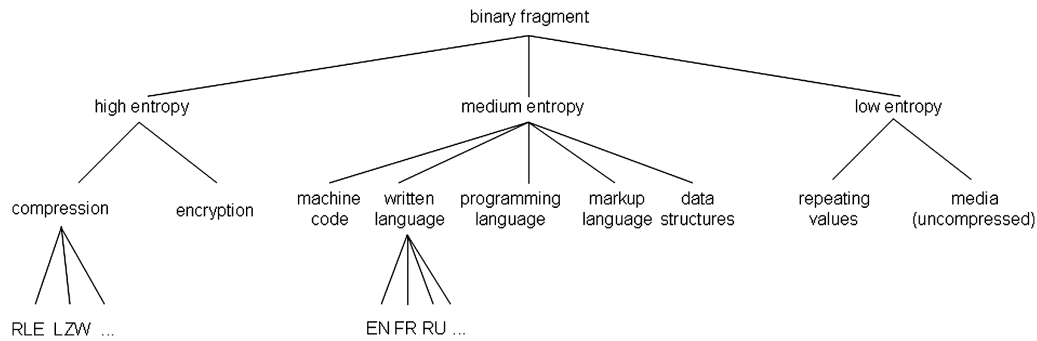 binary fragment
high entropy
medium entropy
low entropy
compression
encryption
machine
code
written
language
programming
language
markup
language
data
structures
repeating
values
media
(uncompressed)
RLE LZW ...
EN FR RU ...